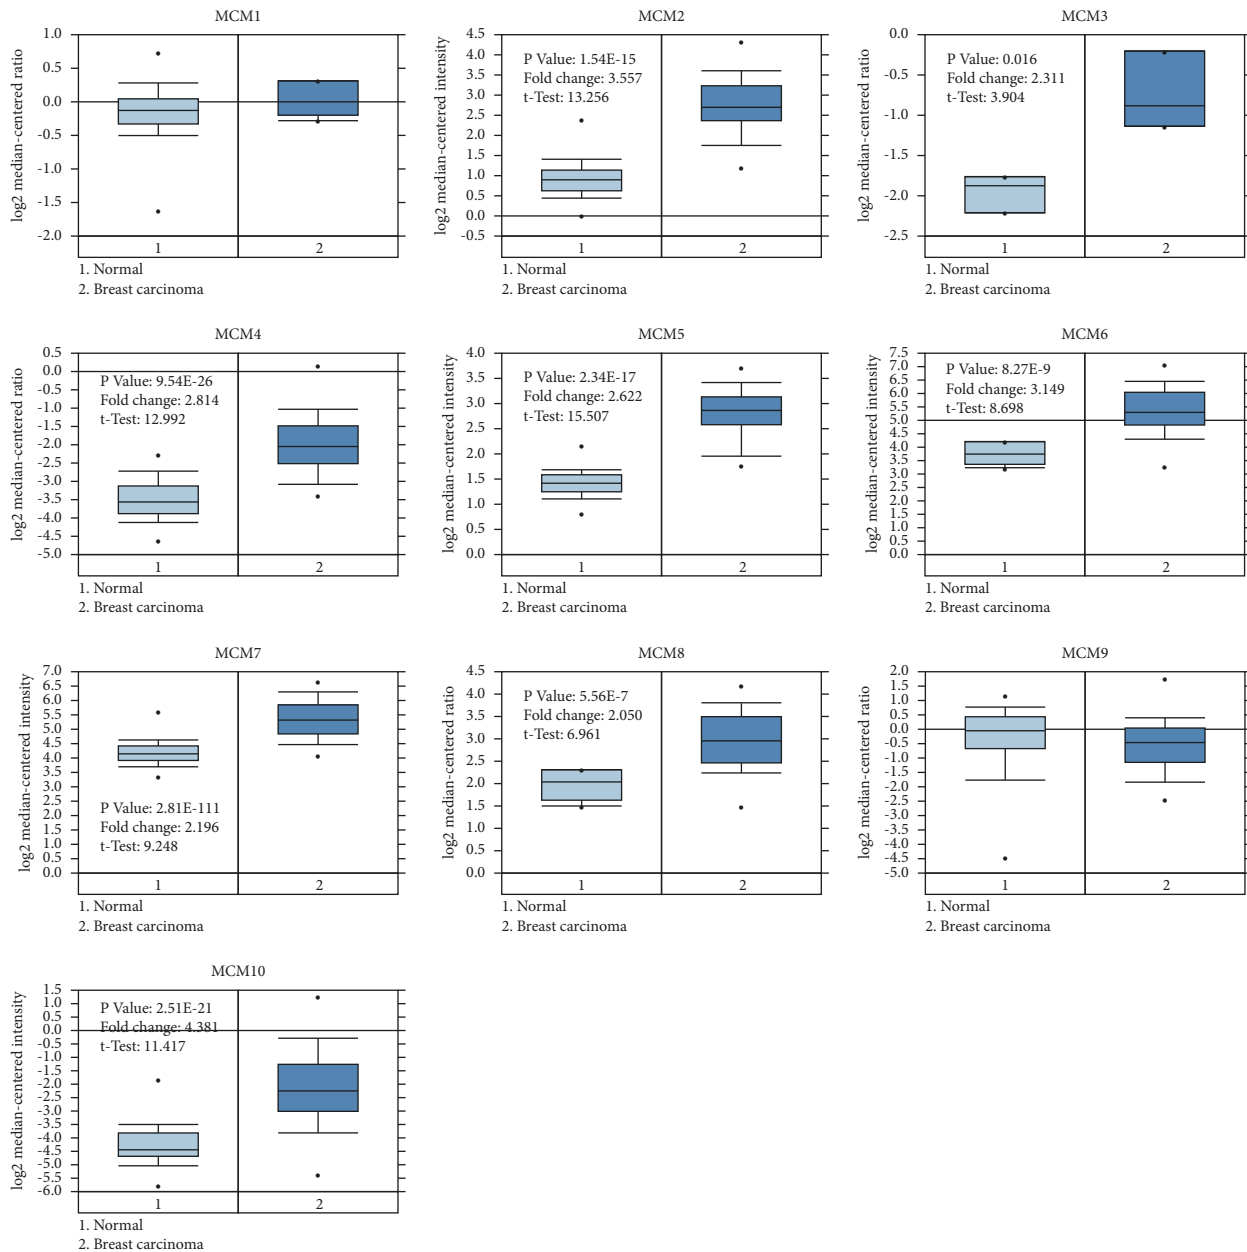 MCM1
log2 median-centered ratio
1.0
0.5
0.0
-0.5
-1.0
-1.5
-2.0
1 2
1. Normal
2. Breast carcinoma
MCM2
log2 median-centered intensity
4.5
4.0
3.5
3.0
2.5
2.0
1.5
1.0
0.5
0.0
-0.5
P Value: 1.54E-15
Fold change: 3.557
t-Test: 13.256
1 2
1. Normal
2. Breast carcinoma
MCM3
log2 median-centered ratio
0.0
-0.5
-1.0
-1.5
-2.0
-2.5
P Value: 0.016
Fold change: 2.311
t-Test: 3.904
1 2
1. Normal
2. Breast carcinoma
MCM4
log2 median-centered ratio
0.5
0.0
-0.5
-1.0
-1.5
-2.0
-2.5
-3.0
-3.5
-4.0
-4.5
-5.0
P Value: 9.54E-26
Fold change: 2.814
t-Test: 12.992
1 2
1. Normal
2. Breast carcinoma
MCM5
log2 median-centered intensity
4.0
3.5
3.0
2.5
2.0
1.5
1.0
0.5
0.0
P Value: 2.34E-17
Fold change: 2.622
t-Test: 15.507
1 2
1. Normal
2. Breast carcinoma
MCM6
log2 median-centered intensity
7.5
7.0
6.5
6.0
5.5
5.0
4.5
4.0
3.5
3.0
2.5
2.0
1.5
1.0
0.5
0.0
P Value: 8.27E-9
Fold change: 3.149
t-Test: 8.698
1 2
1. Normal
2. Breast carcinoma
MCM7
log2 median-centered intensity
7.0
6.5
6.0
5.5
5.0
4.5
4.0
3.5
3.0
2.5
2.0
1.5
1.0
0.5
0.0
P Value: 2.81E-111
Fold change: 2.196
t-Test: 9.248
1 2
1. Normal
2. Breast carcinoma
MCM8
log2 median-centered ratio
4.5
4.0
3.5
3.0
2.5
2.0
1.5
1.0
0.5
0.0
P Value: 5.56E-7
Fold change: 2.050
t-Test: 6.961
1 2
1. Normal
2. Breast carcinoma
MCM9
log2 median-centered ratio
2.0
1.5
1.0
0.5
0.0
-0.5
-1.0
-1.5
-2.0
-2.5
-3.0
-3.5
-4.0
-4.5
-5.0
1 2
1. Normal
2. Breast carcinoma
MCM10
log2 median-centered intensity
1.5
1.0
0.5
0.0
-0.5
-1.0
-1.5
-2.0
-2.5
-3.0
-3.5
-4.0
-4.5
-5.0
-5.5
-6.0
P Value: 2.51E-21
Fold change: 4.381
t-Test: 11.417
1 2
1. Normal
2. Breast carcinoma